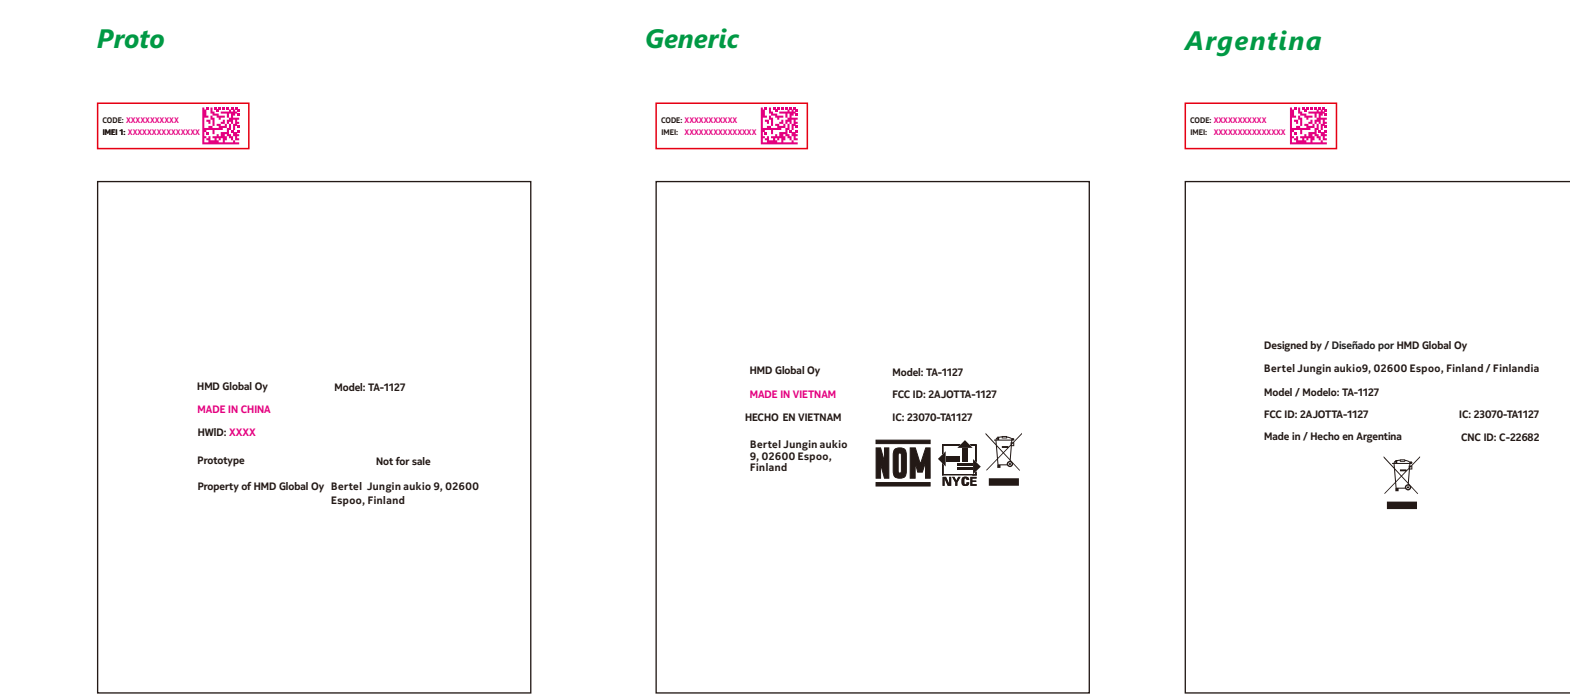 Proto
CODE: XXXXXXXXXXX
IMEI 1: XXXXXXXXXXXXXXX
HMD Global Oy Model: TA-1127
MADE IN CHINA
HWID: XXXX
Prototype Not for sale
Property of HMD Global Oy Bertel Jungin aukio 9, 02600
Espoo, Finland
Generic
CODE: XXXXXXXXXXX
IMEI: XXXXXXXXXXXXXXX
HMD Global Oy Model: TA-1127
MADE IN VIETNAM FCC ID: 2AJOTTA-1127
HECHO EN VIETNAM IC: 23070-TA1127
Bertel Jungin aukio
9, 02600 Espoo,
Finland
NOM
NYCE
Argentina
CODE: XXXXXXXXXXX
IMEI: XXXXXXXXXXXXXXX
Designed by / Diseñado por HMD Global Oy
Bertel Jungin aukio9, 02600 Espoo, Finland / Finlandia
Model / Modelo: TA-1127
FCC ID: 2AJOTTA-1127 IC: 23070-TA1127
Made in / Hecho en Argentina CNC ID: C-22682